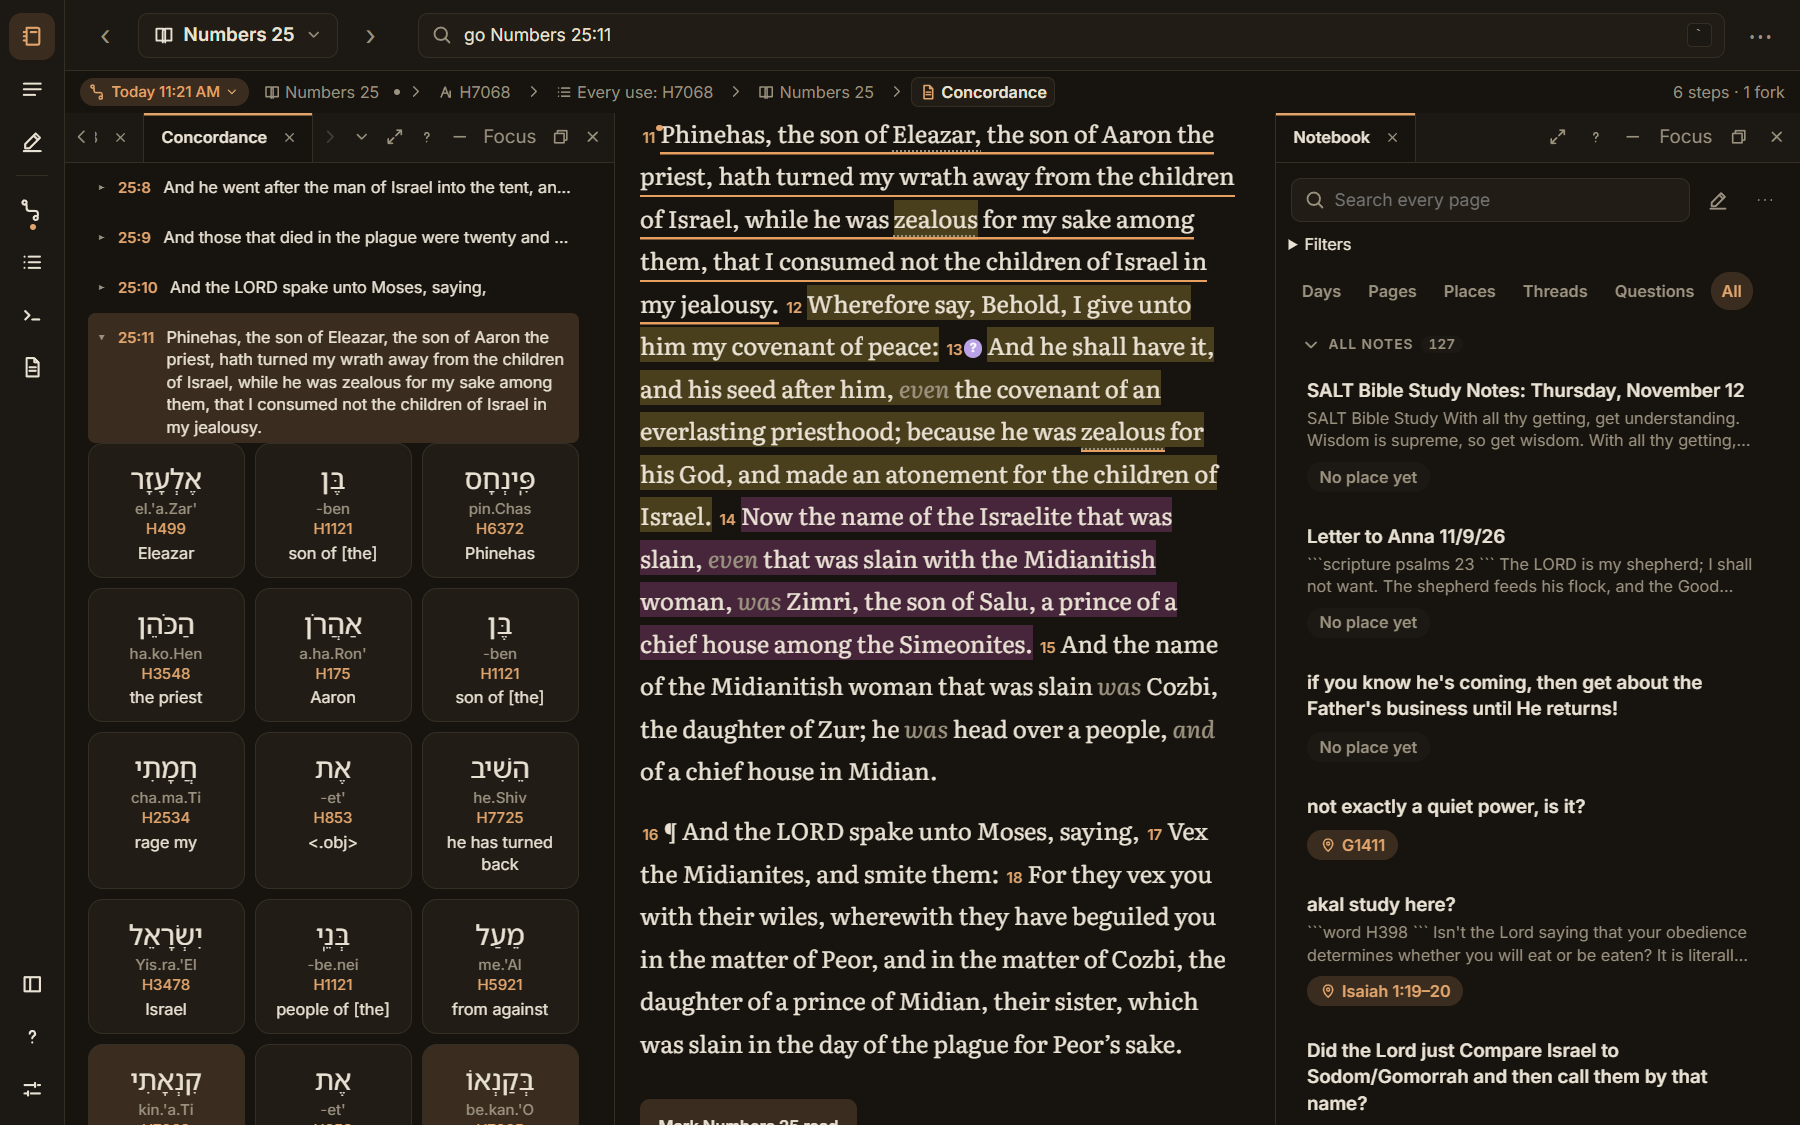 Numbers 25
go Numbers 25:11
`
Today 11:21 AM
Numbers 25
H7068
Every use: H7068
Numbers 25
Concordance
6 steps · 1 fork
Concordance
?
Focus
25:8 And he went after the man of Israel into the tent, an...
25:9 And those that died in the plague were twenty and ...
25:10 And the LORD spake unto Moses, saying,
25:11 Phinehas, the son of Eleazar, the son of Aaron the
priest, hath turned my wrath away from the children
of Israel, while he was zealous for my sake among
them, that I consumed not the children of Israel in
my jealousy.
אֶלְעָזָר
el.'a.Zar'
H499
Eleazar
בֶּן
-ben
H1121
son of [the]
פִּינְחָס
pin.Chas
H6372
Phinehas
הַכֹּהֵן
ha.ko.Hen
H3548
the priest
אַהֲרֹן
a.ha.Ron'
H175
Aaron
בֶּן
-ben
H1121
son of [the]
חֲמָתִי
cha.ma.Ti
H2534
rage my
אֶת
-et'
H853
<.obj>
הֵשִׁיב
he.Shiv
H7725
he has turned
back
יִשְׂרָאֵל
Yis.ra.'El
H3478
Israel
בְּנֵי
-be.nei
H1121
people of [the]
מֵעַל
me.'Al
H5921
from against
קִנְאָתִי
kin.'a.Ti
אֶת
-et'
בְּקַנְאוֹ
be.kan.'O
11 Phinehas, the son of Eleazar, the son of Aaron the
priest, hath turned my wrath away from the children
of Israel, while he was zealous for my sake among
them, that I consumed not the children of Israel in
my jealousy. 12 Wherefore say, Behold, I give unto
him my covenant of peace: 13 ? And he shall have it,
and his seed after him, even the covenant of an
everlasting priesthood; because he was zealous for
his God, and made an atonement for the children of
Israel. 14 Now the name of the Israelite that was
slain, even that was slain with the Midianitish
woman, was Zimri, the son of Salu, a prince of a
chief house among the Simeonites. 15 And the name
of the Midianitish woman that was slain was Cozbi,
the daughter of Zur; he was head over a people, and
of a chief house in Midian.
16 ¶ And the LORD spake unto Moses, saying, 17 Vex
the Midianites, and smite them: 18 For they vex you
with their wiles, wherewith they have beguiled you
in the matter of Peor, and in the matter of Cozbi, the
daughter of a prince of Midian, their sister, which
was slain in the day of the plague for Peor’s sake.
Mark Numbers 25 read
Notebook
?
Focus
Search every page
Filters
Days
Pages
Places
Threads
Questions
All
ALL NOTES 127
SALT Bible Study Notes: Thursday, November 12
SALT Bible Study With all thy getting, get understanding.
Wisdom is supreme, so get wisdom. With all thy getting,...
No place yet
Letter to Anna 11/9/26
```scripture psalms 23 ``` The LORD is my shepherd; I shall
not want. The shepherd feeds his flock, and the Good...
No place yet
if you know he's coming, then get about the
Father's business until He returns!
No place yet
not exactly a quiet power, is it?
G1411
akal study here?
```word H398 ``` Isn't the Lord saying that your obedience
determines whether you will eat or be eaten? It is literall...
Isaiah 1:19–20
Did the Lord just Compare Israel to
Sodom/Gomorrah and then call them by that
name?
?